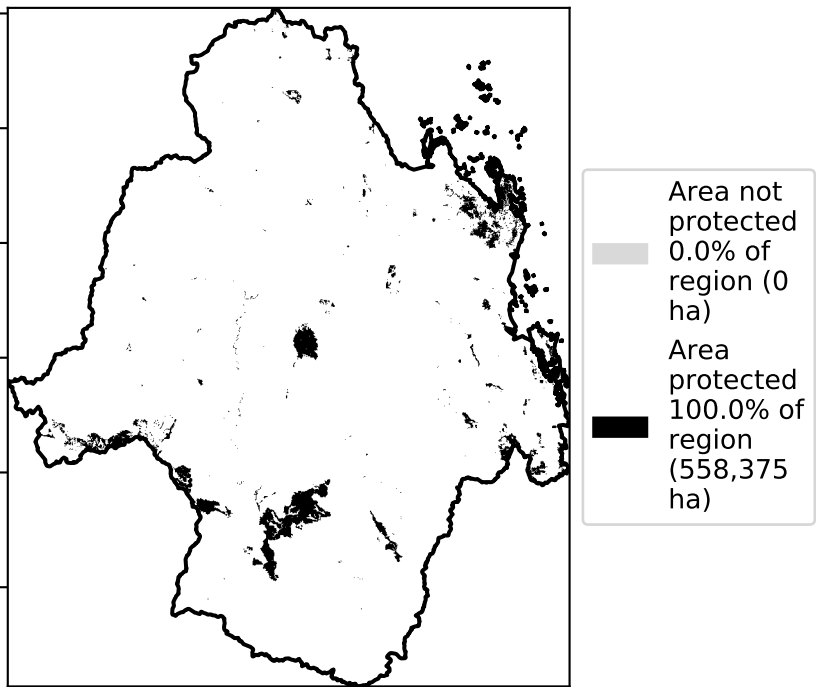 Area not
protected
0.0% of
region (0
ha)
Area
protected
100.0% of
region
(558,375
ha)